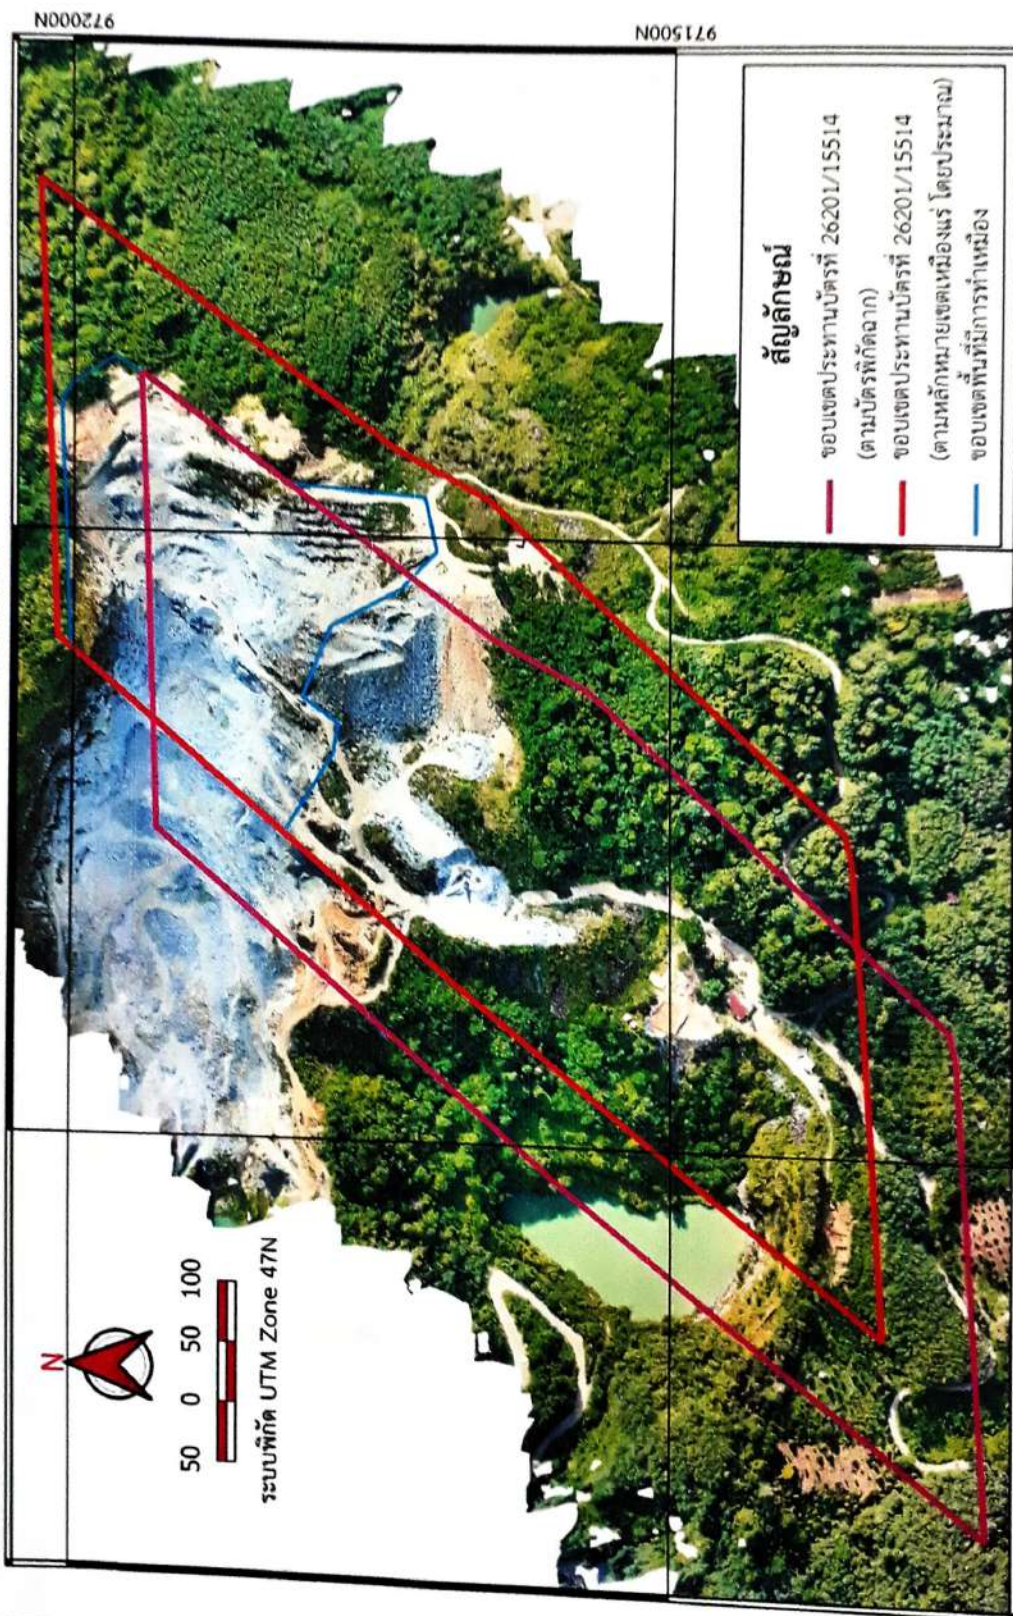 972000N
971500N
N
50 0 50 100
ระบบพิกัด UTM Zone 47N
สัญลักษณ์
ขอบเขตประทานบัตรที่ 26201/15514
(ตามบัตรพิกัดฉาก)
ขอบเขตประทานบัตรที่ 26201/15514
(ตามหลักหมายเขตเหมืองแร่ โดยประมาณ)
ขอบเขตพื้นที่มีการทำเหมือง